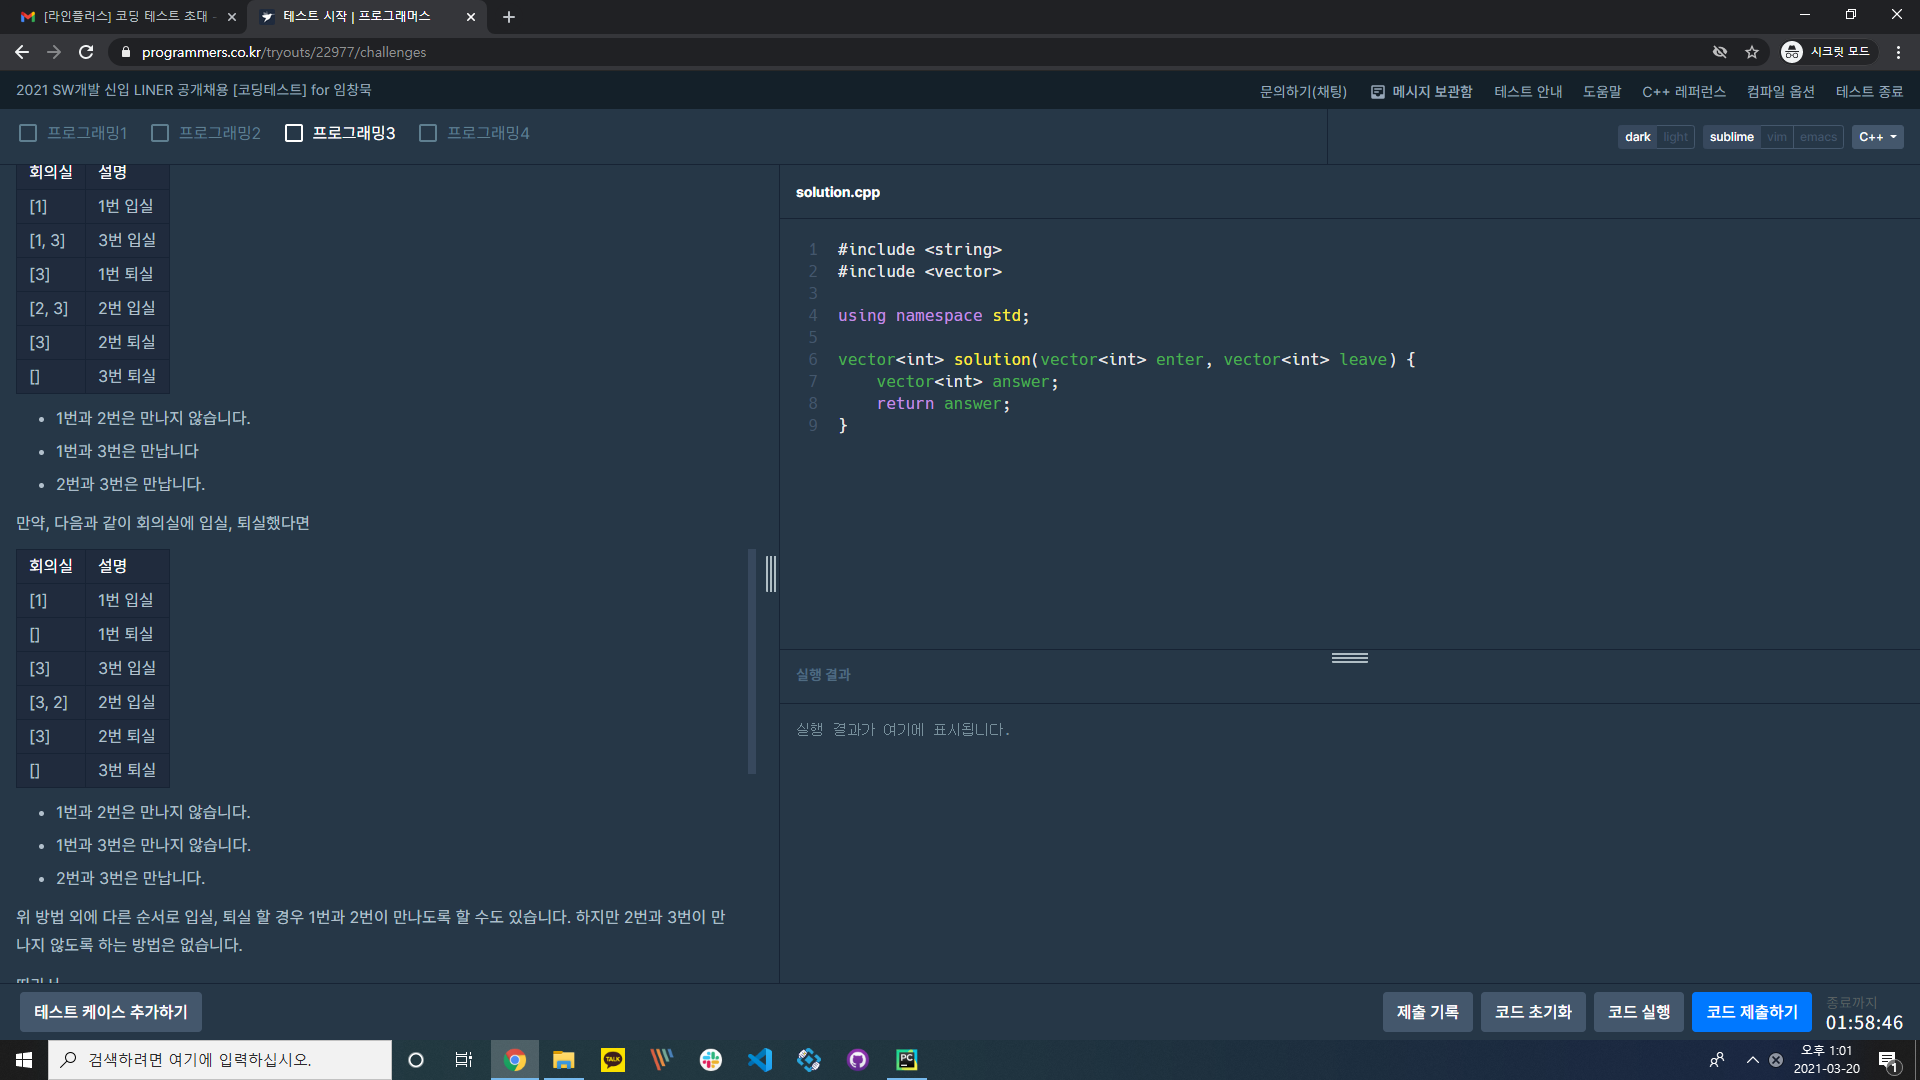 [라인플러스] 코딩 테스트 초대 -
테스트 시작 | 프로그래머스
programmers.co.kr/tryouts/22977/challenges
시크릿 모드
2021 SW개발 신입 LINER 공개채용 [코딩테스트] for 임창묵
문의하기(채팅)
메시지 보관함
테스트 안내
도움말
C++ 레퍼런스
컴파일 옵션
테스트 종료
프로그래밍1
프로그래밍2
프로그래밍3
프로그래밍4
dark light
sublime vim emacs
C++
회의실 설명
[1] 1번 입실
[1, 3] 3번 입실
[3] 1번 퇴실
[2, 3] 2번 입실
[3] 2번 퇴실
[] 3번 퇴실
• 1번과 2번은 만나지 않습니다.
• 1번과 3번은 만납니다
• 2번과 3번은 만납니다.
만약, 다음과 같이 회의실에 입실, 퇴실했다면
회의실 설명
[1] 1번 입실
[] 1번 퇴실
[3] 3번 입실
[3, 2] 2번 입실
[3] 2번 퇴실
[] 3번 퇴실
• 1번과 2번은 만나지 않습니다.
• 1번과 3번은 만나지 않습니다.
• 2번과 3번은 만납니다.
위 방법 외에 다른 순서로 입실, 퇴실 할 경우 1번과 2번이 만나도록 할 수도 있습니다. 하지만 2번과 3번이 만
나지 않도록 하는 방법은 없습니다.
solution.cpp
1 #include <string>
2 #include <vector>
3
4 using namespace std;
5
6 vector<int> solution(vector<int> enter, vector<int> leave) {
7     vector<int> answer;
8     return answer;
9 }
실행 결과
실행 결과가 여기에 표시됩니다.
테스트 케이스 추가하기
제출 기록
코드 초기화
코드 실행
코드 제출하기
종료까지
01:58:46
검색하려면 여기에 입력하십시오.
TALK
PC
오후 1:01
2021-03-20
1